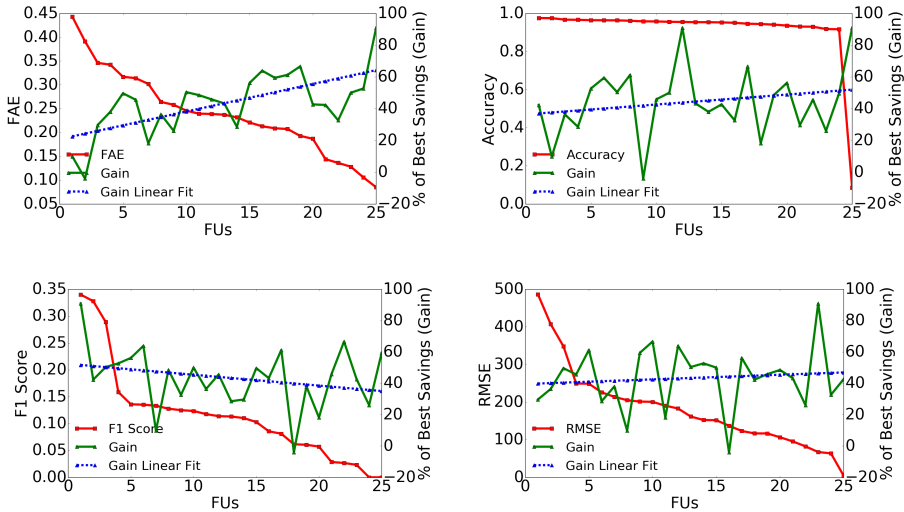 0.45
0.40
0.35
0.30
0.25
0.20
0.15
0.10
0.05
FAE
100
80
60
40
20
0
−20
% of Best Savings (Gain)
FAE
Gain
Gain Linear Fit
0 5 10 15 20 25
FUs
1.0
0.8
0.6
0.4
0.2
0.0
Accuracy
100
80
60
40
20
0
−20
% of Best Savings (Gain)
Accuracy
Gain
Gain Linear Fit
0 5 10 15 20 25
FUs
0.35
0.30
0.25
0.20
0.15
0.10
0.05
0.00
F1 Score
100
80
60
40
20
0
−20
% of Best Savings (Gain)
F1 Score
Gain
Gain Linear Fit
0 5 10 15 20 25
FUs
500
400
300
200
100
0
RMSE
100
80
60
40
20
0
−20
% of Best Savings (Gain)
RMSE
Gain
Gain Linear Fit
0 5 10 15 20 25
FUs